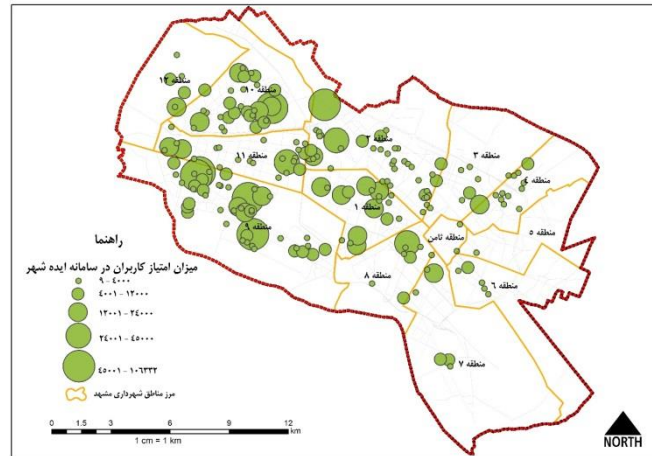 منطقه ۱۲
منطقه ۱۰
منطقه ۲
منطقه ۳
منطقه ۱۱
منطقه ۴
منطقه ۱
منطقه ۵
منطقه ثامن
منطقه ۹
منطقه ۸
منطقه ۶
منطقه ۷
راهنما
میزان امتیاز کاربران در سامانه ایده شهر
۹ - ۴۰۰۰
۴۰۰۱ - ۱۲۰۰۰
۱۲۰۰۱ - ۲۴۰۰۰
۲۴۰۰۱ - ۴۵۰۰۰
۴۵۰۰۱ - ۱۰۶۳۳۲
مرز مناطق شهرداری مشهد
0 1.5 3 6 9 12
km
1 cm = 1 km
NORTH